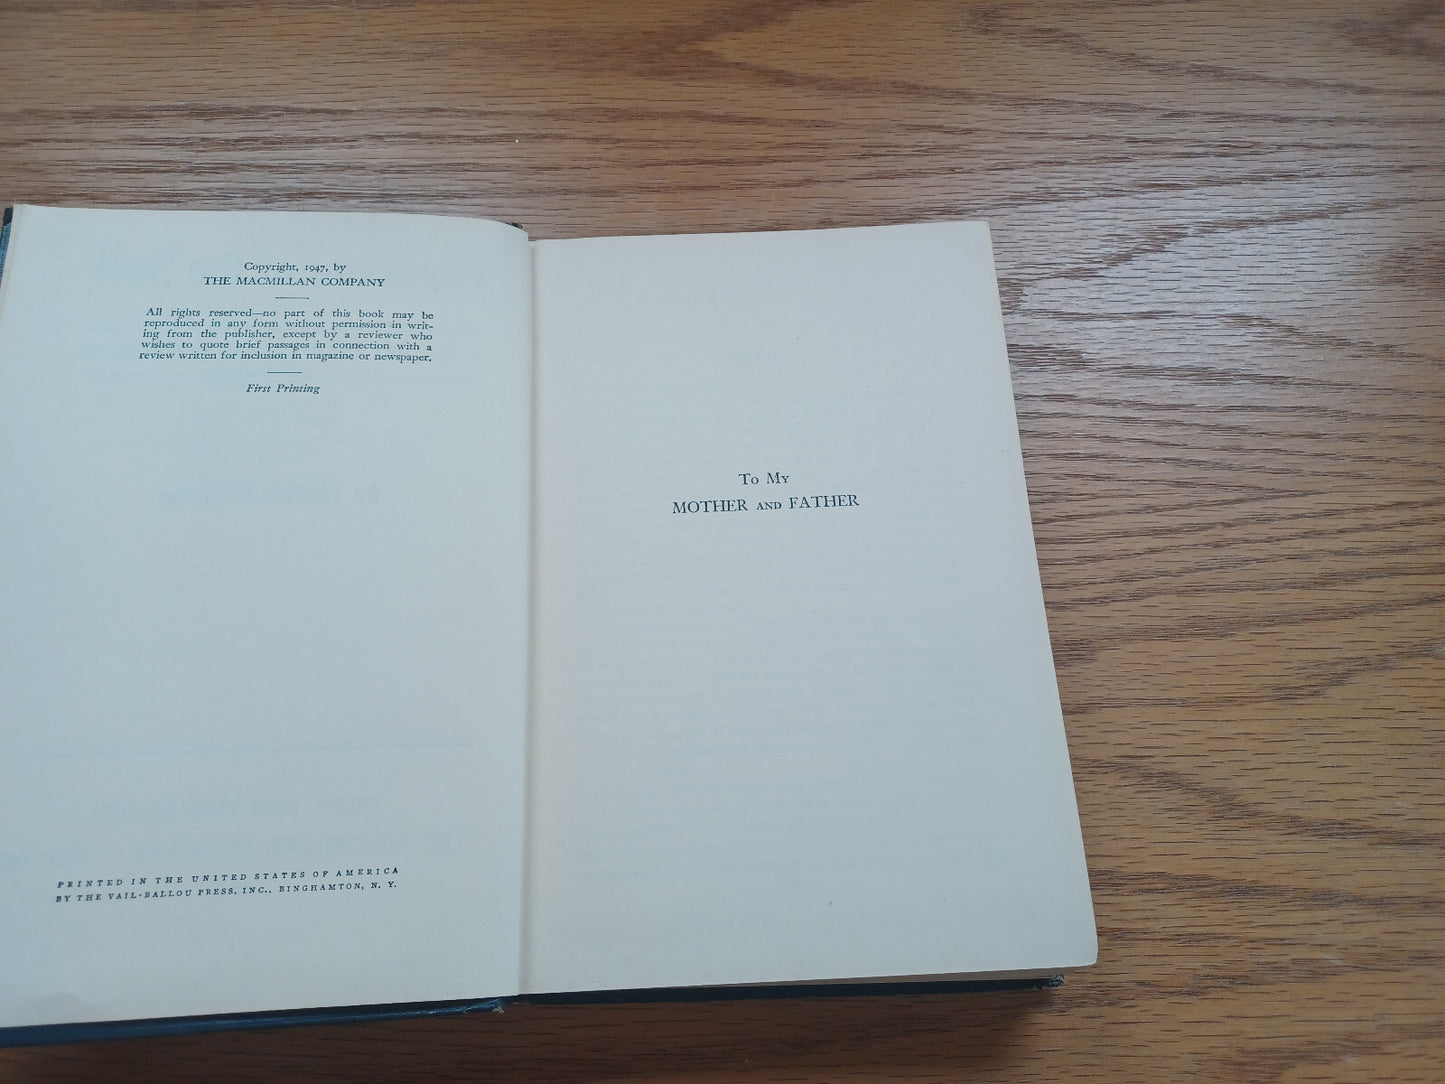 Copyright, 1947, by
THE MACMILLAN COMPANY
All rights reserved—no part of this book may be
reproduced in any form without permission in writ-
ing from the publisher, except by a reviewer who
wishes to quote brief passages in connection with a
review written for inclusion in magazine or newspaper.
First Printing
PRINTED IN THE UNITED STATES OF AMERICA
BY THE VAIL-BALLOU PRESS, INC., BINGHAMTON, N. Y.
To My
MOTHER AND FATHER